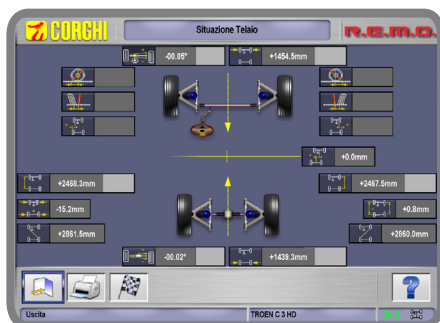 CORGHI Situazione Telaio R.E.M.O.
-00.05° +1454.5mm
+0.0mm
+2468.3mm +2467.5mm
-15.2mm +0.8mm
+2861.5mm +2860.0mm
-00.02° +1439.3mm
?
Uscita TROEN C 3 HD